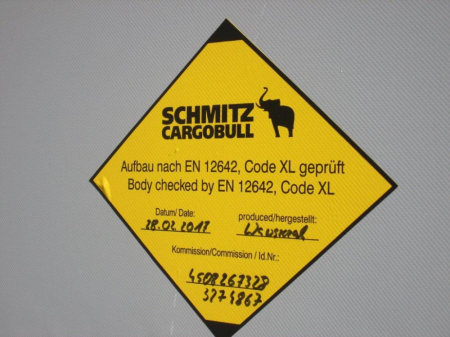 SCHMITZ
CARGOBULL
Aufbau nach EN 12642, Code XL geprüft
Body checked by EN 12642, Code XL
Datum/ Date: produced/hergestellt:
28.02.2017
Kommission/Commission / Id.Nr.:
4508267328
3274867